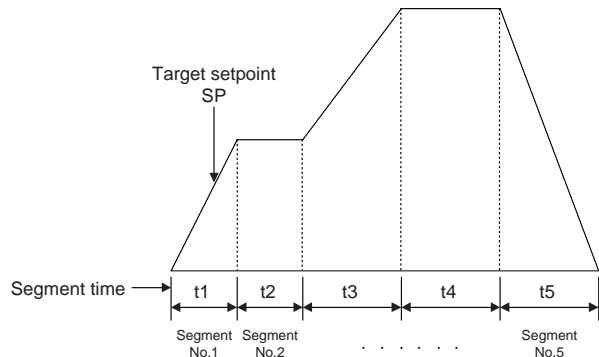 Target setpoint
SP
Segment time
t1 t2 t3 t4 t5
Segment
No.1
Segment
No.2
. . . . . .
Segment
No.5